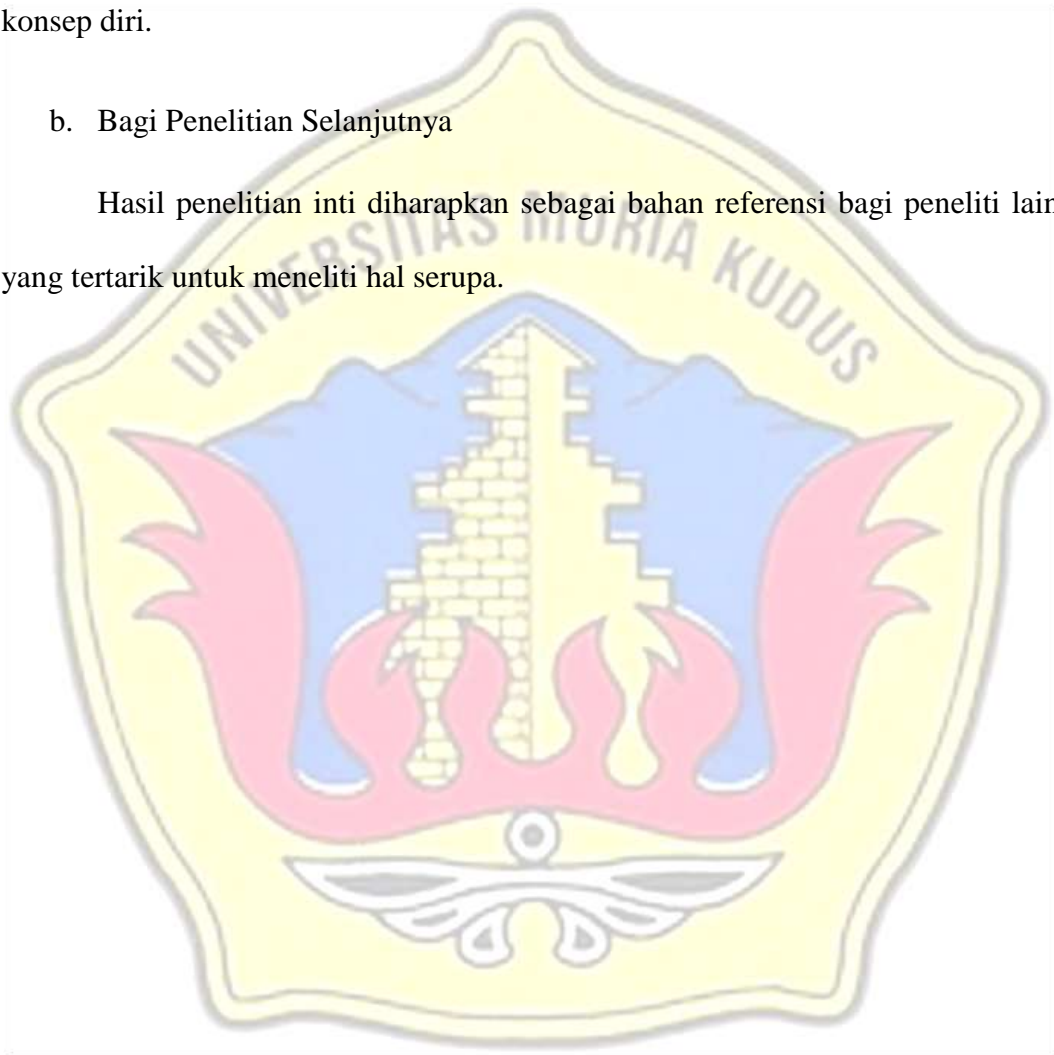 konsep diri.
b. Bagi Penelitian Selanjutnya
Hasil penelitian inti diharapkan sebagai bahan referensi bagi peneliti lain
yang tertarik untuk meneliti hal serupa.
UNIVERSITAS MURIA KUDUS